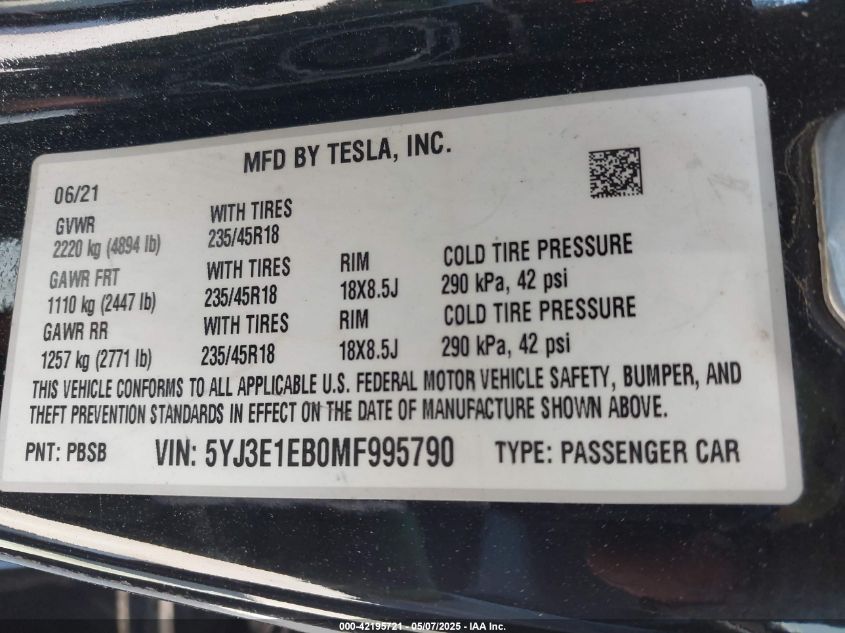 MFD BY TESLA, INC.
06/21
GVWR WITH TIRES
2220 kg (4894 lb) 235/45R18
GAWR FRT WITH TIRES RIM COLD TIRE PRESSURE
1110 kg (2447 lb) 235/45R18 18X8.5J 290 kPa, 42 psi
GAWR RR WITH TIRES RIM COLD TIRE PRESSURE
1257 kg (2771 lb) 235/45R18 18X8.5J 290 kPa, 42 psi
THIS VEHICLE CONFORMS TO ALL APPLICABLE U.S. FEDERAL MOTOR VEHICLE SAFETY, BUMPER, AND
THEFT PREVENTION STANDARDS IN EFFECT ON THE DATE OF MANUFACTURE SHOWN ABOVE.
PNT: PBSB VIN: 5YJ3E1EB0MF995790 TYPE: PASSENGER CAR
000-42195721 - 05/07/2025 - IAA Inc.